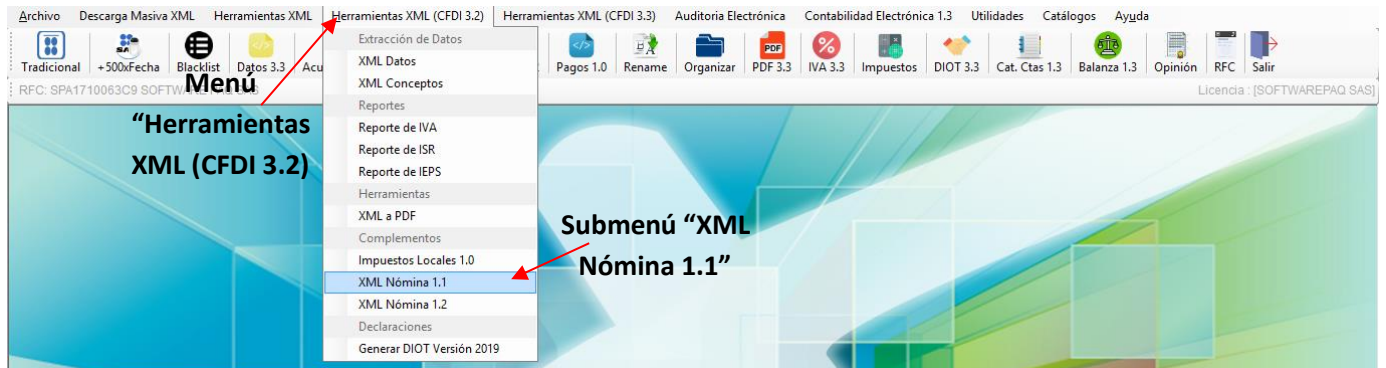 Archivo Descarga Masiva XML Herramientas XML Herramientas XML (CFDI 3.2) Herramientas XML (CFDI 3.3) Auditoria Electrónica Contabilidad Electrónica 1.3 Utilidades Catálogos Ayuda
Tradicional +500xFecha Blacklist Datos 3.3 Acu Pagos 1.0 Rename Organizar PDF 3.3 IVA 3.3 Impuestos DIOT 3.3 Cat. Ctas 1.3 Balanza 1.3 Opinión RFC Salir
RFC: SPA1710063C9 SOFTWAREPAQ SAS
Licencia : [SOFTWAREPAQ SAS]
Extracción de Datos
XML Datos
XML Conceptos
Reportes
Reporte de IVA
Reporte de ISR
Reporte de IEPS
Herramientas
XML a PDF
Complementos
Impuestos Locales 1.0
XML Nómina 1.1
XML Nómina 1.2
Declaraciones
Generar DIOT Versión 2019
Menú
“Herramientas
XML (CFDI 3.2)
Submenú “XML
Nómina 1.1”